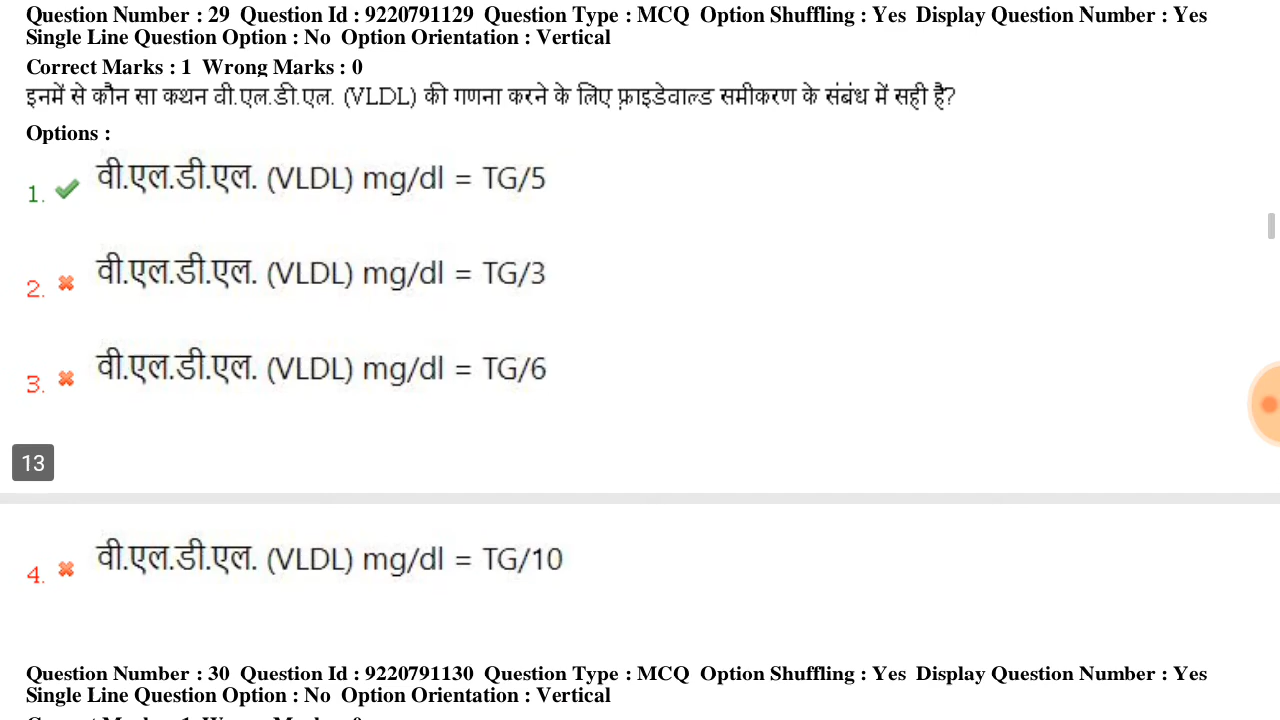 Question Number : 29 Question Id : 9220791129 Question Type : MCQ Option Shuffling : Yes Display Question Number : Yes
Single Line Question Option : No Option Orientation : Vertical
Correct Marks : 1 Wrong Marks : 0
इनमें से कौन सा कथन वी.एल.डी.एल. (VLDL) की गणना करने के लिए फ़्राइडेवाल्ड समीकरण के संबंध में सही है?
Options :
1. वी.एल.डी.एल. (VLDL) mg/dl = TG/5
2. वी.एल.डी.एल. (VLDL) mg/dl = TG/3
3. वी.एल.डी.एल. (VLDL) mg/dl = TG/6
13
4. वी.एल.डी.एल. (VLDL) mg/dl = TG/10
Question Number : 30 Question Id : 9220791130 Question Type : MCQ Option Shuffling : Yes Display Question Number : Yes
Single Line Question Option : No Option Orientation : Vertical